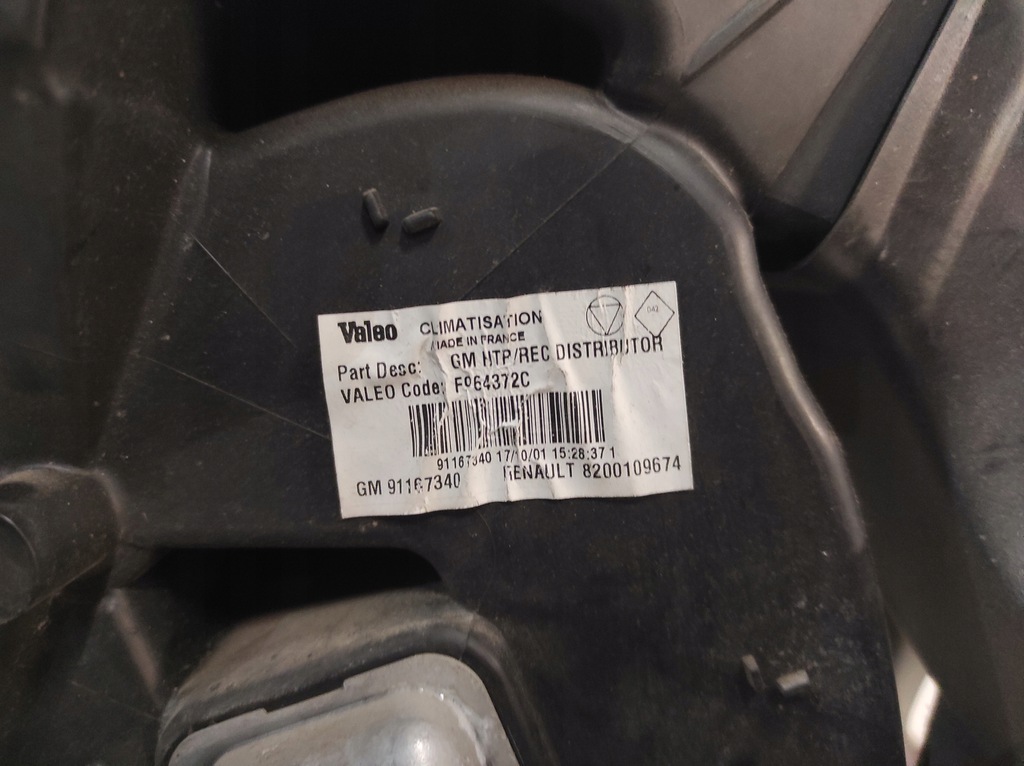 Valeo CLIMATISATION
MADE IN FRANCE
Part Desc: GM HTR/REC DISTRIBUTOR
VALEO Code: F964372C
91167340 17/10/01 15:28:37 1
GM 91167340 RENAULT 8200109674